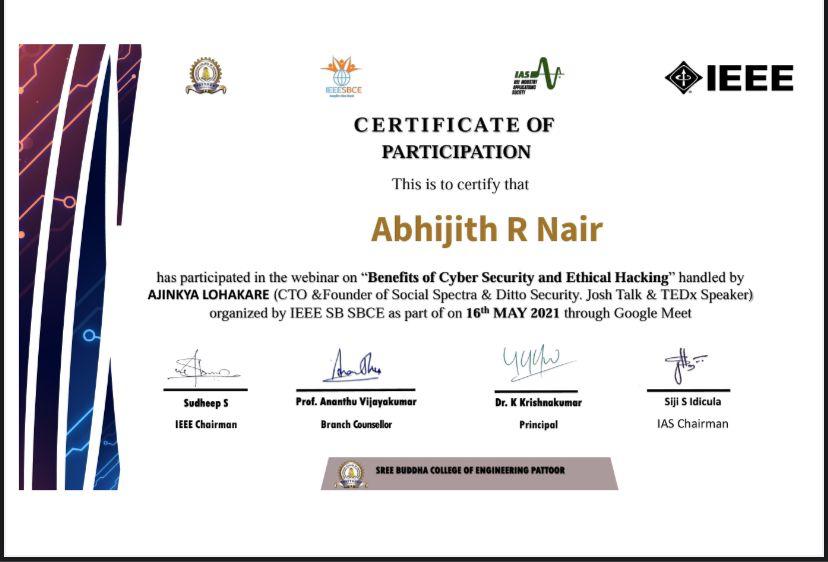 IEEESBCE
IAS
IEEE INDUSTRY
APPLICATIONS
SOCIETY
IEEE
CERTIFICATE OF
PARTICIPATION
This is to certify that
Abhijith R Nair
has participated in the webinar on “Benefits of Cyber Security and Ethical Hacking” handled by
AJINKYA LOHAKARE (CTO &Founder of Social Spectra & Ditto Security. Josh Talk & TEDx Speaker)
organized by IEEE SB SBCE as part of on 16th MAY 2021 through Google Meet
Sudheep S
Prof. Ananthu Vijayakumar
Dr. K Krishnakumar
Siji S Idicula
IEEE Chairman
Branch Counsellor
Principal
IAS Chairman
SREE BUDDHA COLLEGE OF ENGINEERING PATTOOR